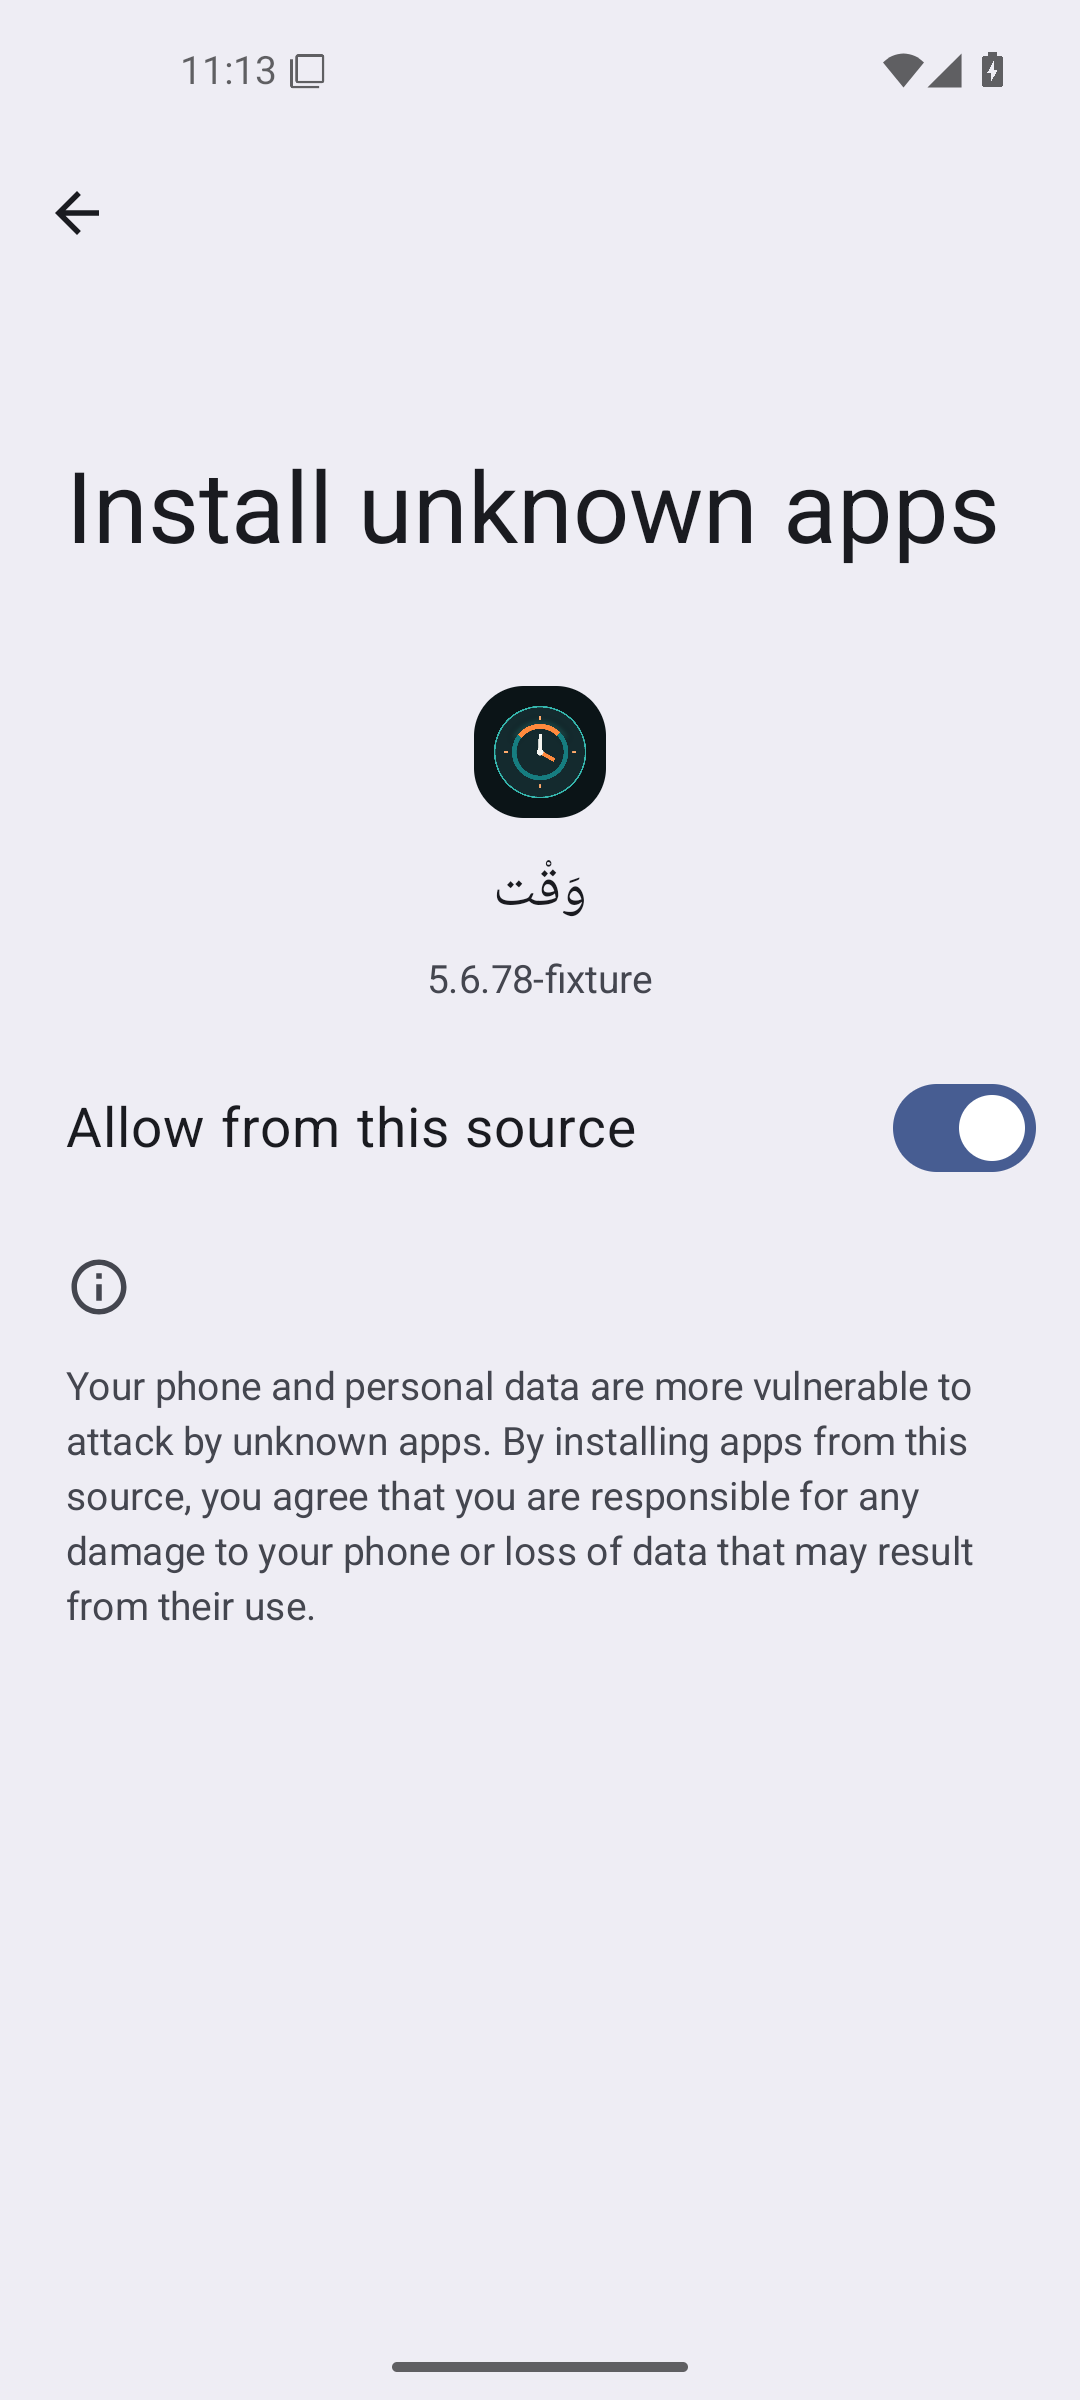 11:13
Install unknown apps
وَقْت
5.6.78-fixture
Allow from this source
Your phone and personal data are more vulnerable to
attack by unknown apps. By installing apps from this
source, you agree that you are responsible for any
damage to your phone or loss of data that may result
from their use.